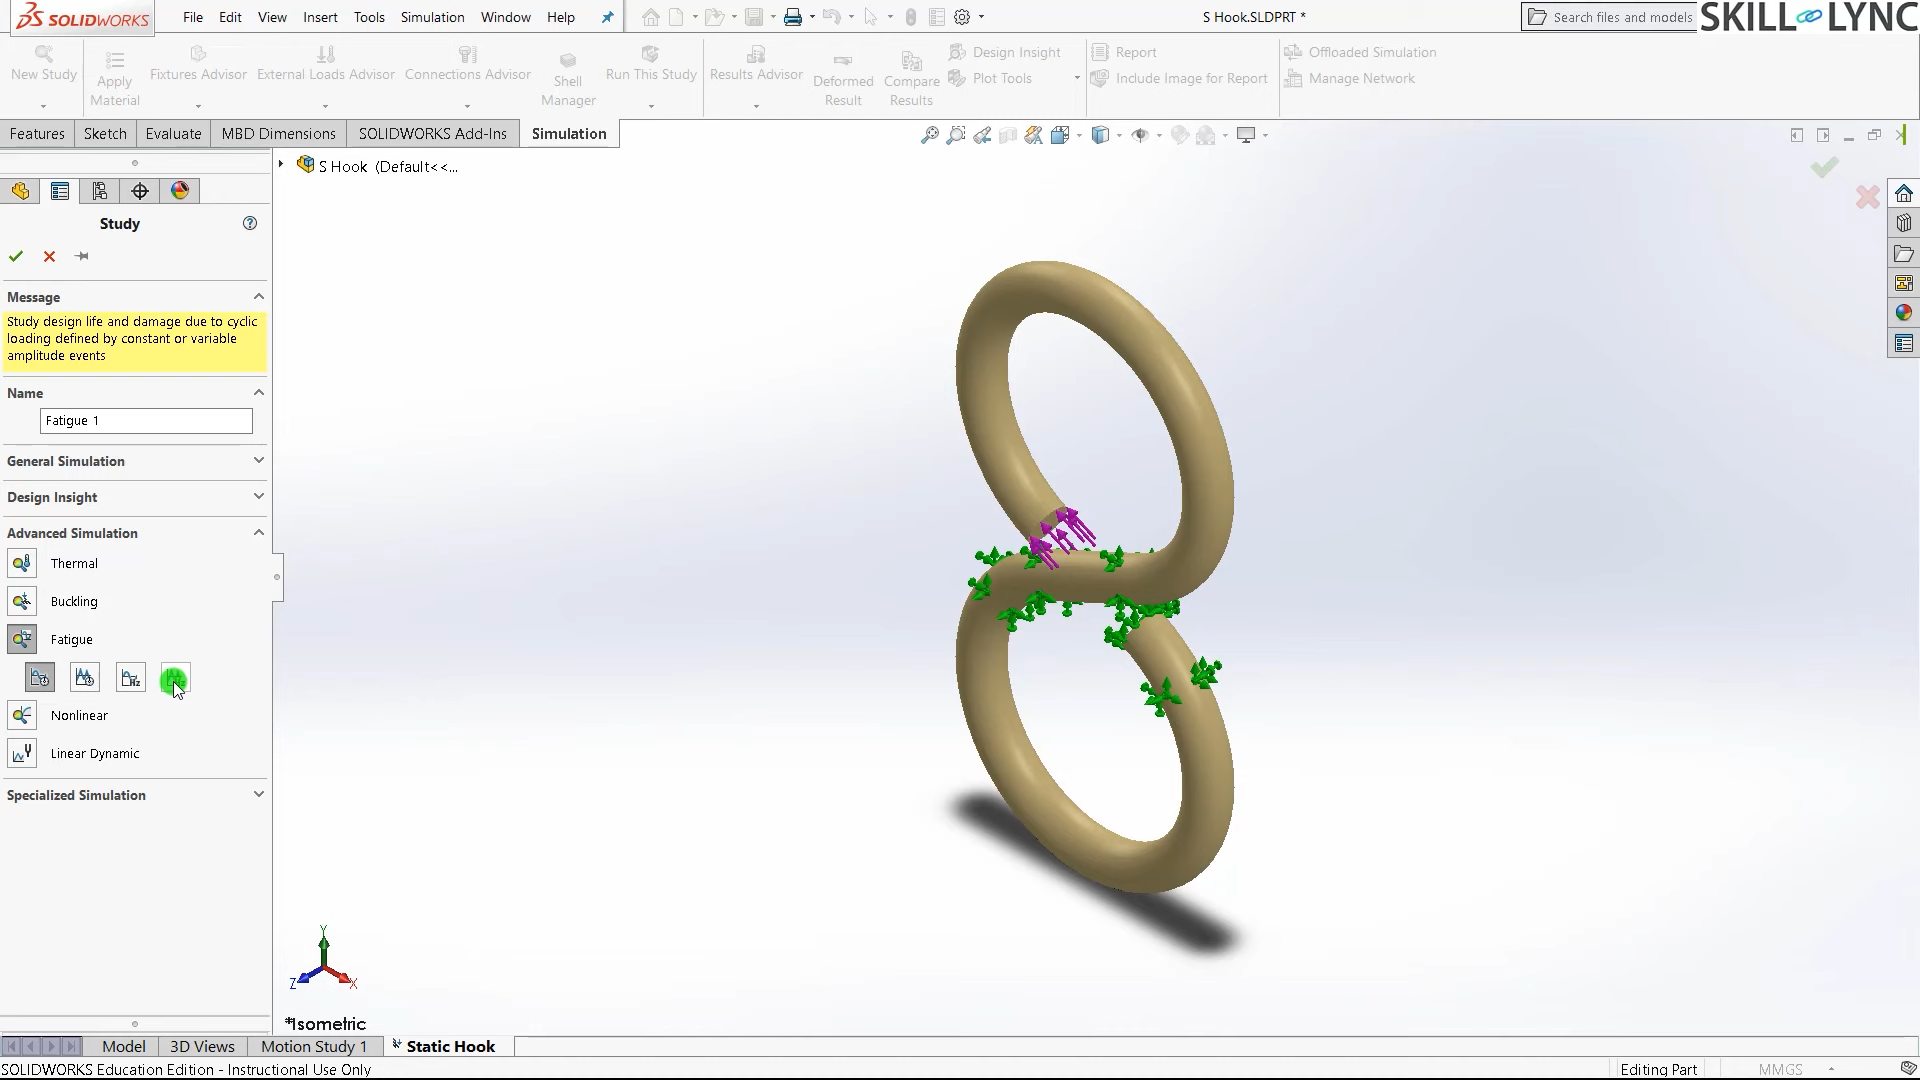 SOLIDWORKS
File Edit View Insert Tools Simulation Window Help
S Hook.SLDPRT *
Search files and models
SKILL LYNC
New Study
Apply Material
Fixtures Advisor
External Loads Advisor
Connections Advisor
Shell Manager
Run This Study
Results Advisor
Deformed Result
Compare Results
Design Insight
Plot Tools
Report
Include Image for Report
Offloaded Simulation
Manage Network
Features Sketch Evaluate MBD Dimensions SOLIDWORKS Add-Ins Simulation
S Hook (Default<<...
Study
Message
Study design life and damage due to cyclic
loading defined by constant or variable
amplitude events
Name
Fatigue 1
General Simulation
Design Insight
Advanced Simulation
Thermal
Buckling
Fatigue
Hz
Nonlinear
Linear Dynamic
Specialized Simulation
Y
Z X
*Isometric
Model 3D Views Motion Study 1 Static Hook
SOLIDWORKS Education Edition - Instructional Use Only
Editing Part MMGS